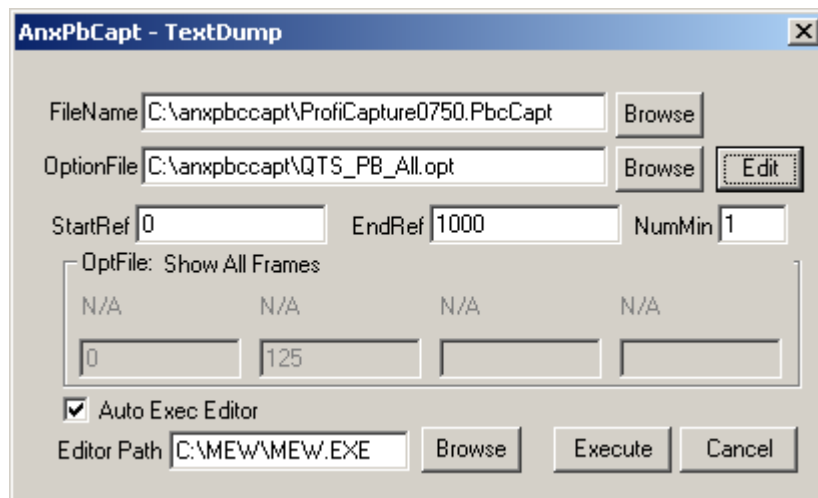 AnxPbCapt - TextDump
FileName C:\anxpbccapt\ProfiCapture0750.PbcCapt Browse
OptionFile C:\anxpbccapt\QTS_PB_All.opt Browse Edit
StartRef 0 EndRef 1000 NumMin 1
OptFile: Show All Frames
N/A N/A N/A N/A
0 125
Auto Exec Editor
Editor Path C:\MEW\MEW.EXE Browse Execute Cancel